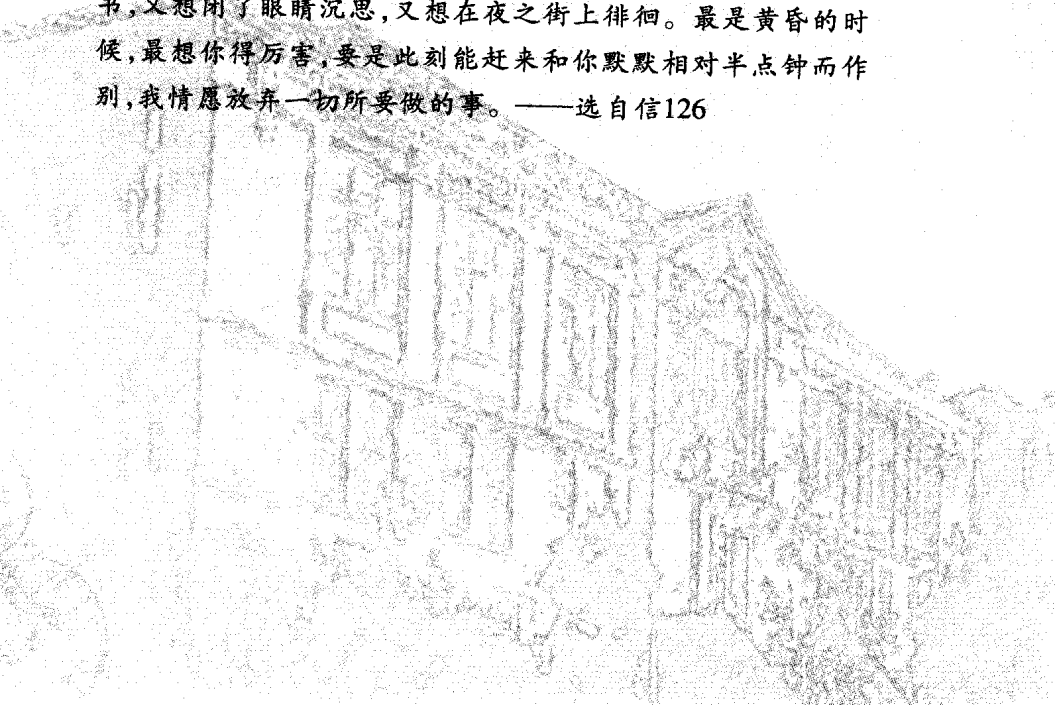 书,又想闭了眼睛沉思,又想在夜之街上徘徊。最是黄昏的时
候,最想你得厉害,要是此刻能赶来和你默默相对半点钟而作
别,我情愿放弃一切所要做的事。——选自信126